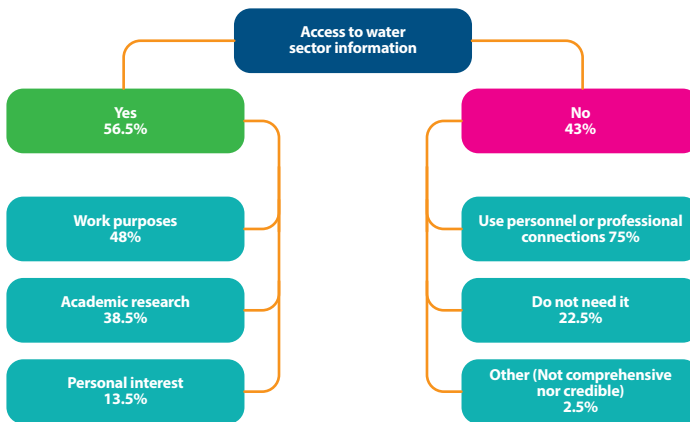 Access to water
sector information
Yes
56.5%
No
43%
Work purposes
48%
Use personnel or professional
connections 75%
Academic research
38.5%
Do not need it
22.5%
Personal interest
13.5%
Other (Not comprehensive
nor credible)
2.5%